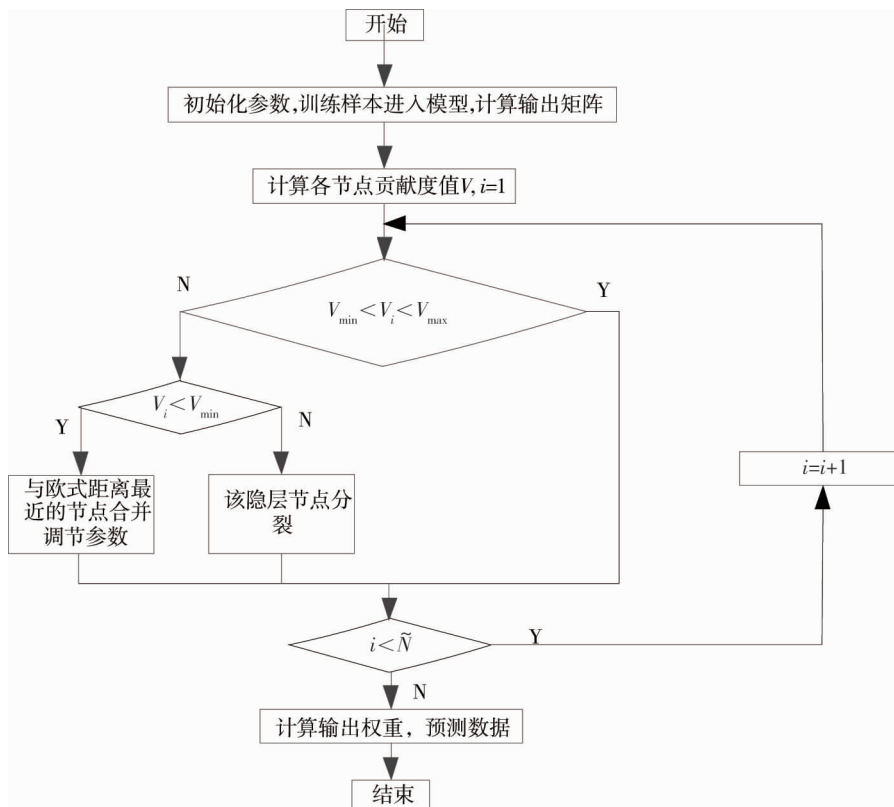 开始
初始化参数,训练样本进入模型,计算输出矩阵
计算各节点贡献度值V, i=1
N
Y
V_min<V_i<V_max
V_i<V_min
Y
N
i=i+1
与欧式距离最
近的节点合并
调节参数
该隐层节点分
裂
i<Ñ
Y
N
计算输出权重，预测数据
结束